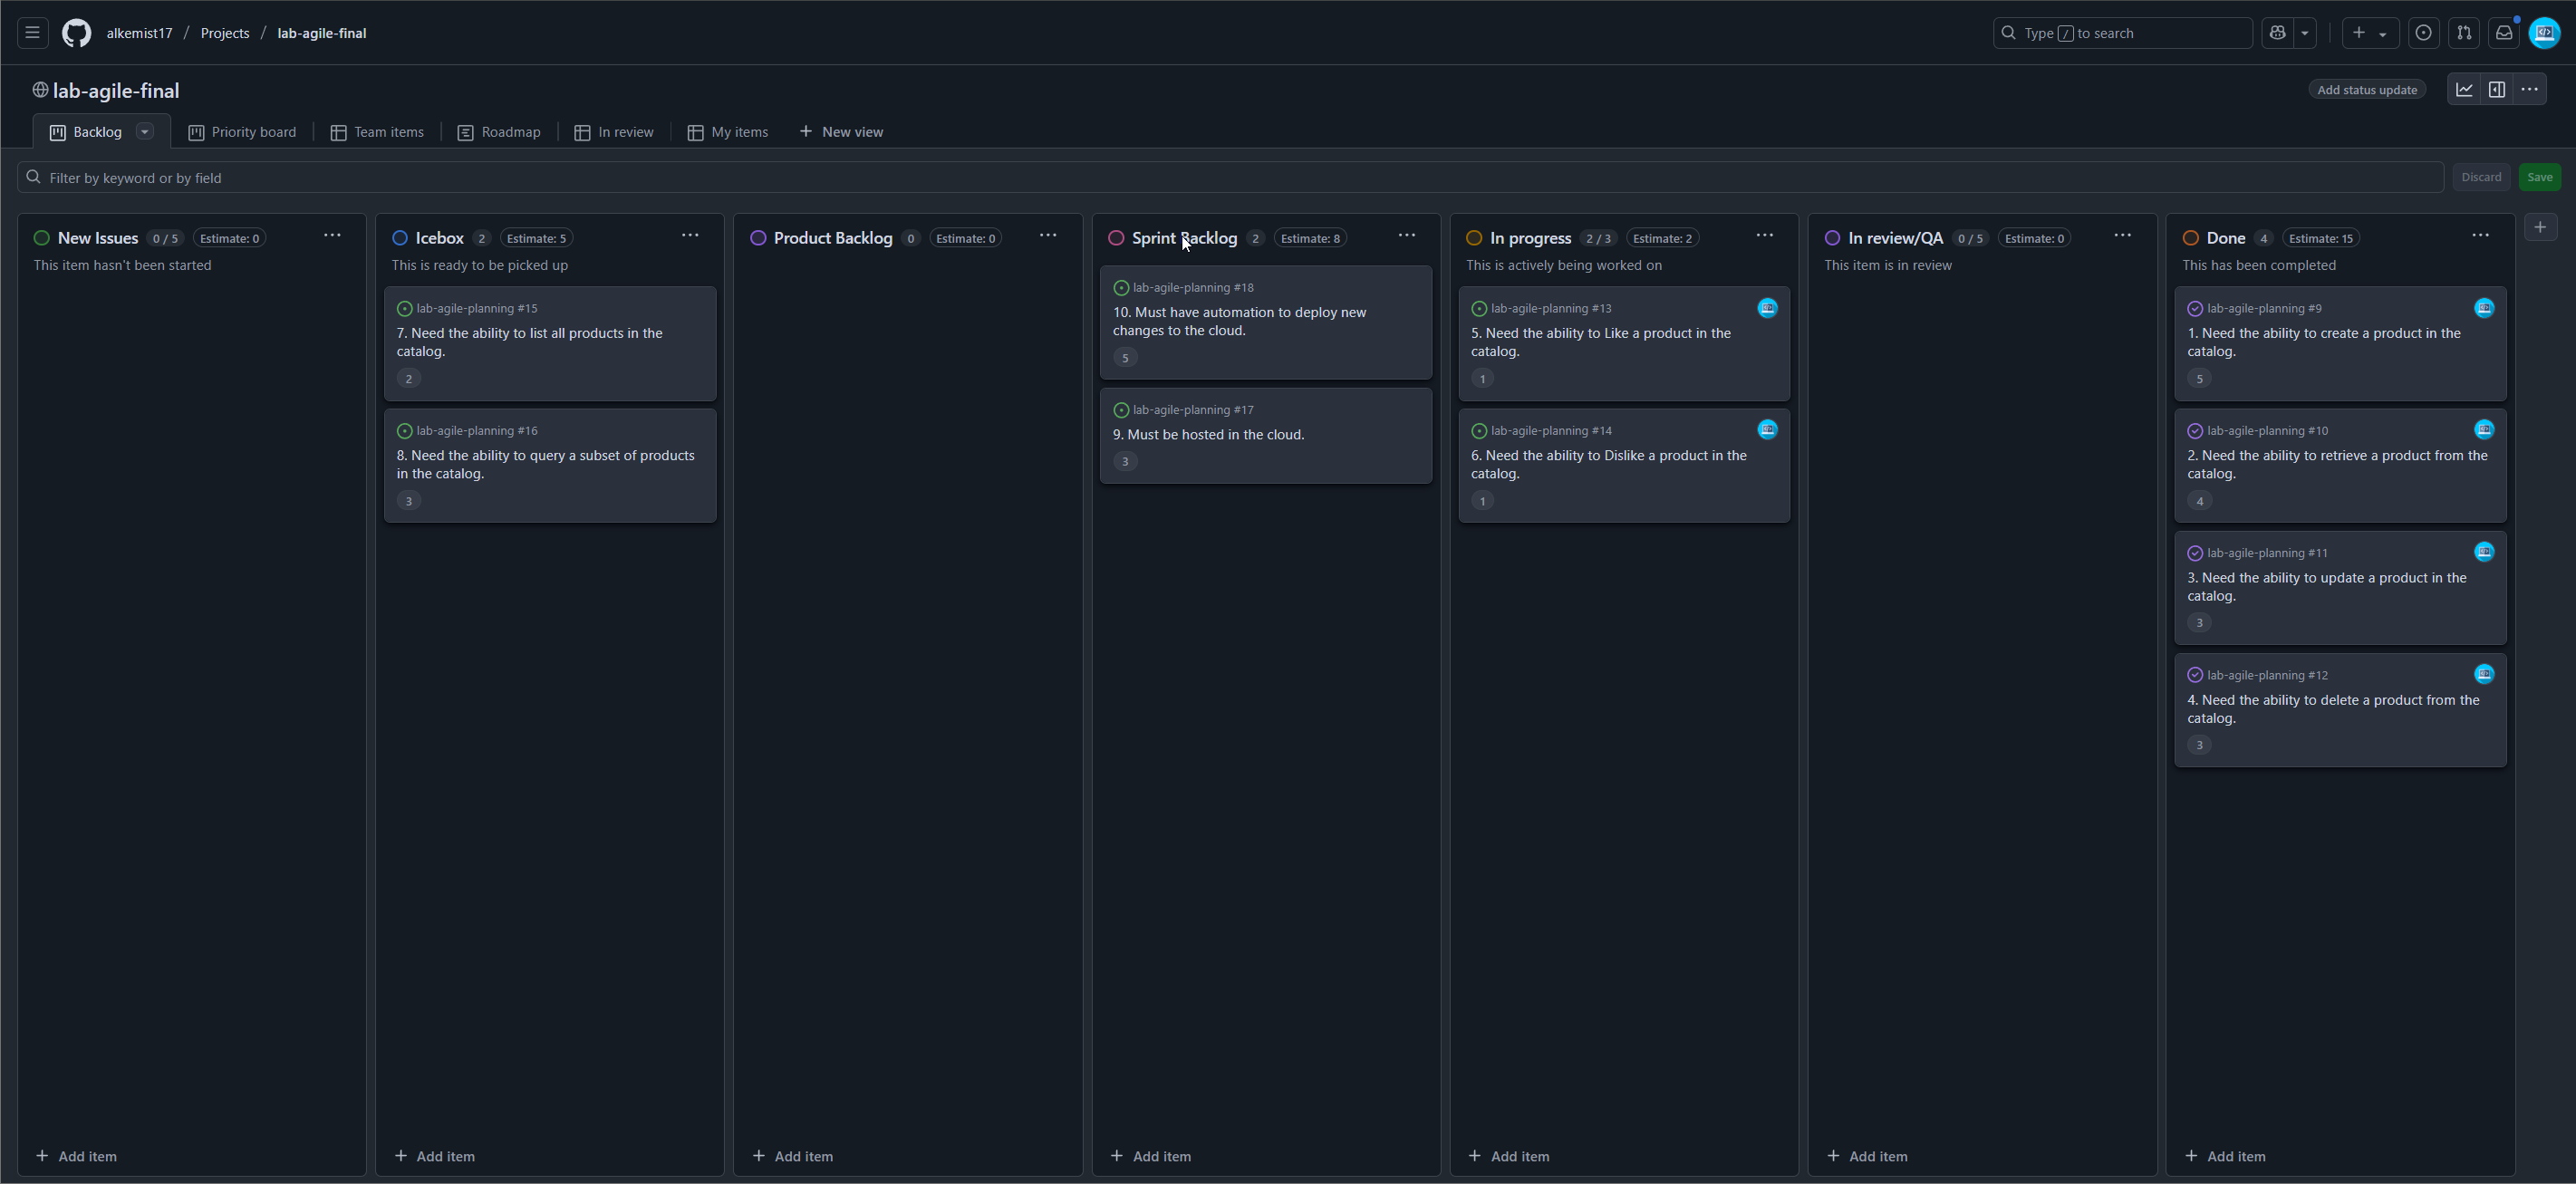 alkemist17 / Projects / lab-agile-final
Type / to search
lab-agile-final
Add status update
Backlog
Priority board
Team items
Roadmap
In review
My items
New view
Filter by keyword or by field
Discard
Save
New Issues 0 / 5 Estimate: 0
This item hasn't been started
Add item
Icebox 2 Estimate: 5
This is ready to be picked up
lab-agile-planning #15
7. Need the ability to list all products in the
catalog.
2
lab-agile-planning #16
8. Need the ability to query a subset of products
in the catalog.
3
Add item
Product Backlog 0 Estimate: 0
Add item
Sprint Backlog 2 Estimate: 8
lab-agile-planning #18
10. Must have automation to deploy new
changes to the cloud.
5
lab-agile-planning #17
9. Must be hosted in the cloud.
3
Add item
In progress 2 / 3 Estimate: 2
This is actively being worked on
lab-agile-planning #13
5. Need the ability to Like a product in the
catalog.
1
lab-agile-planning #14
6. Need the ability to Dislike a product in the
catalog.
1
Add item
In review/QA 0 / 5 Estimate: 0
This item is in review
Add item
Done 4 Estimate: 15
This has been completed
lab-agile-planning #9
1. Need the ability to create a product in the
catalog.
5
lab-agile-planning #10
2. Need the ability to retrieve a product from the
catalog.
4
lab-agile-planning #11
3. Need the ability to update a product in the
catalog.
3
lab-agile-planning #12
4. Need the ability to delete a product from the
catalog.
3
Add item